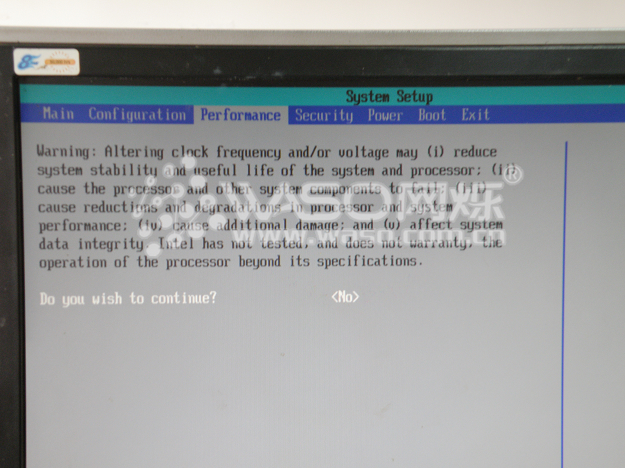 System Setup
Main Configuration Performance Security Power Boot Exit
Warning: Altering clock frequency and/or voltage may (i) reduce
system stability and useful life of the system and processor; (ii)
cause the processor and other system components to fail; (iii)
cause reductions and degradations in processor and system
performance; (iv) cause additional damage; and (v) affect system
data integrity. Intel has not tested, and does not warranty, the
operation of the processor beyond its specifications.
Do you wish to continue? <No>